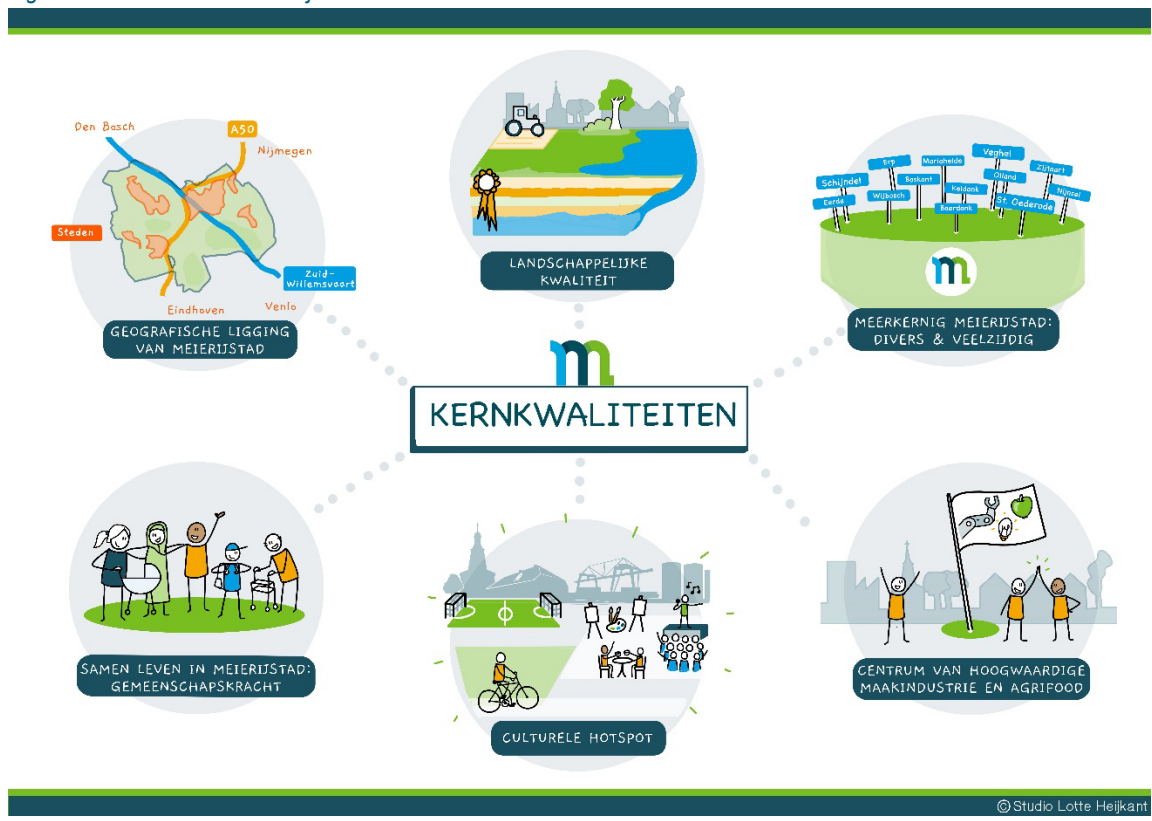 Den Bosch
A50
Nijmegen
Steden
Zuid-
Willemsvaart
Eindhoven
Venlo
GEOGRAFISCHE LIGGING
VAN MEIERIJSTAD
LANDSCHAPPELIJKE
KWALITEIT
Schijndel
Eerde
Erp
Wijbosch
Mariahelde
Boskant
Keldonk
Boerdonk
Veghel
Olland
St. Oederode
Zijtaart
Nijnsel
m
MEERKERNIG MEIERIJSTAD:
DIVERS & VEELZIJDIG
m
KERNKWALITEITEN
SAMEN LEVEN IN MEIERIJSTAD:
GEMEENSCHAPSKRACHT
CULTURELE HOTSPOT
CENTRUM VAN HOOGWAARDIGE
MAAKINDUSTRIE EN AGRIFOOD
© Studio Lotte Heijkant